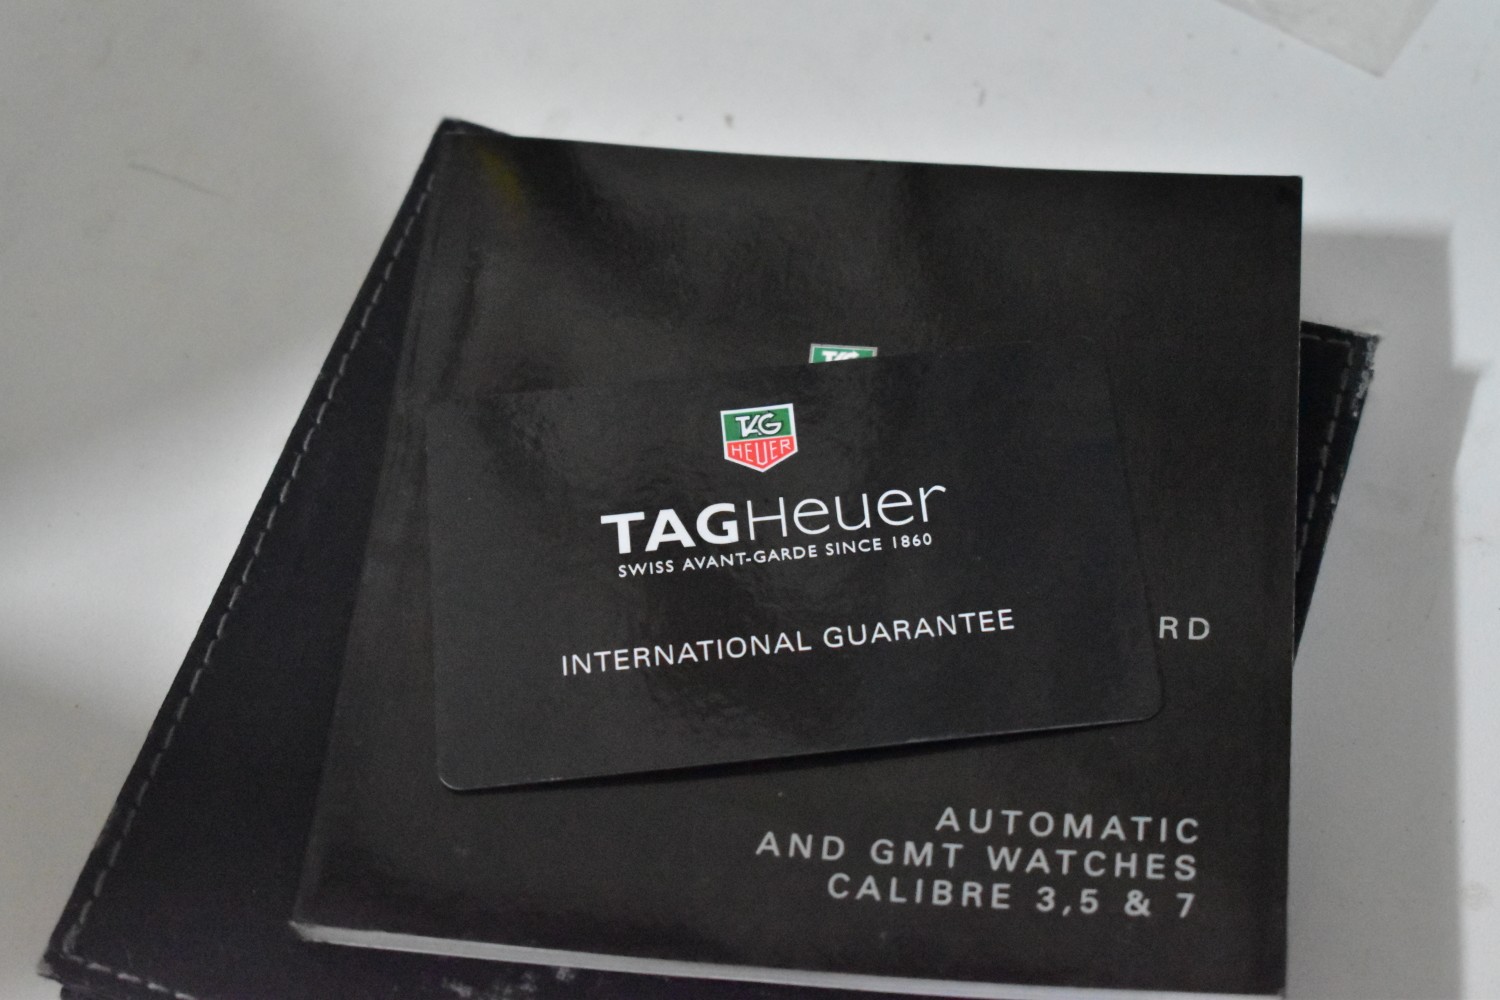 TAG
TAG
HEUER
TAGHeuer
SWISS AVANT-GARDE SINCE 1860
INTERNATIONAL GUARANTEE
RD
AUTOMATIC
AND GMT WATCHES
CALIBRE 3,5 & 7